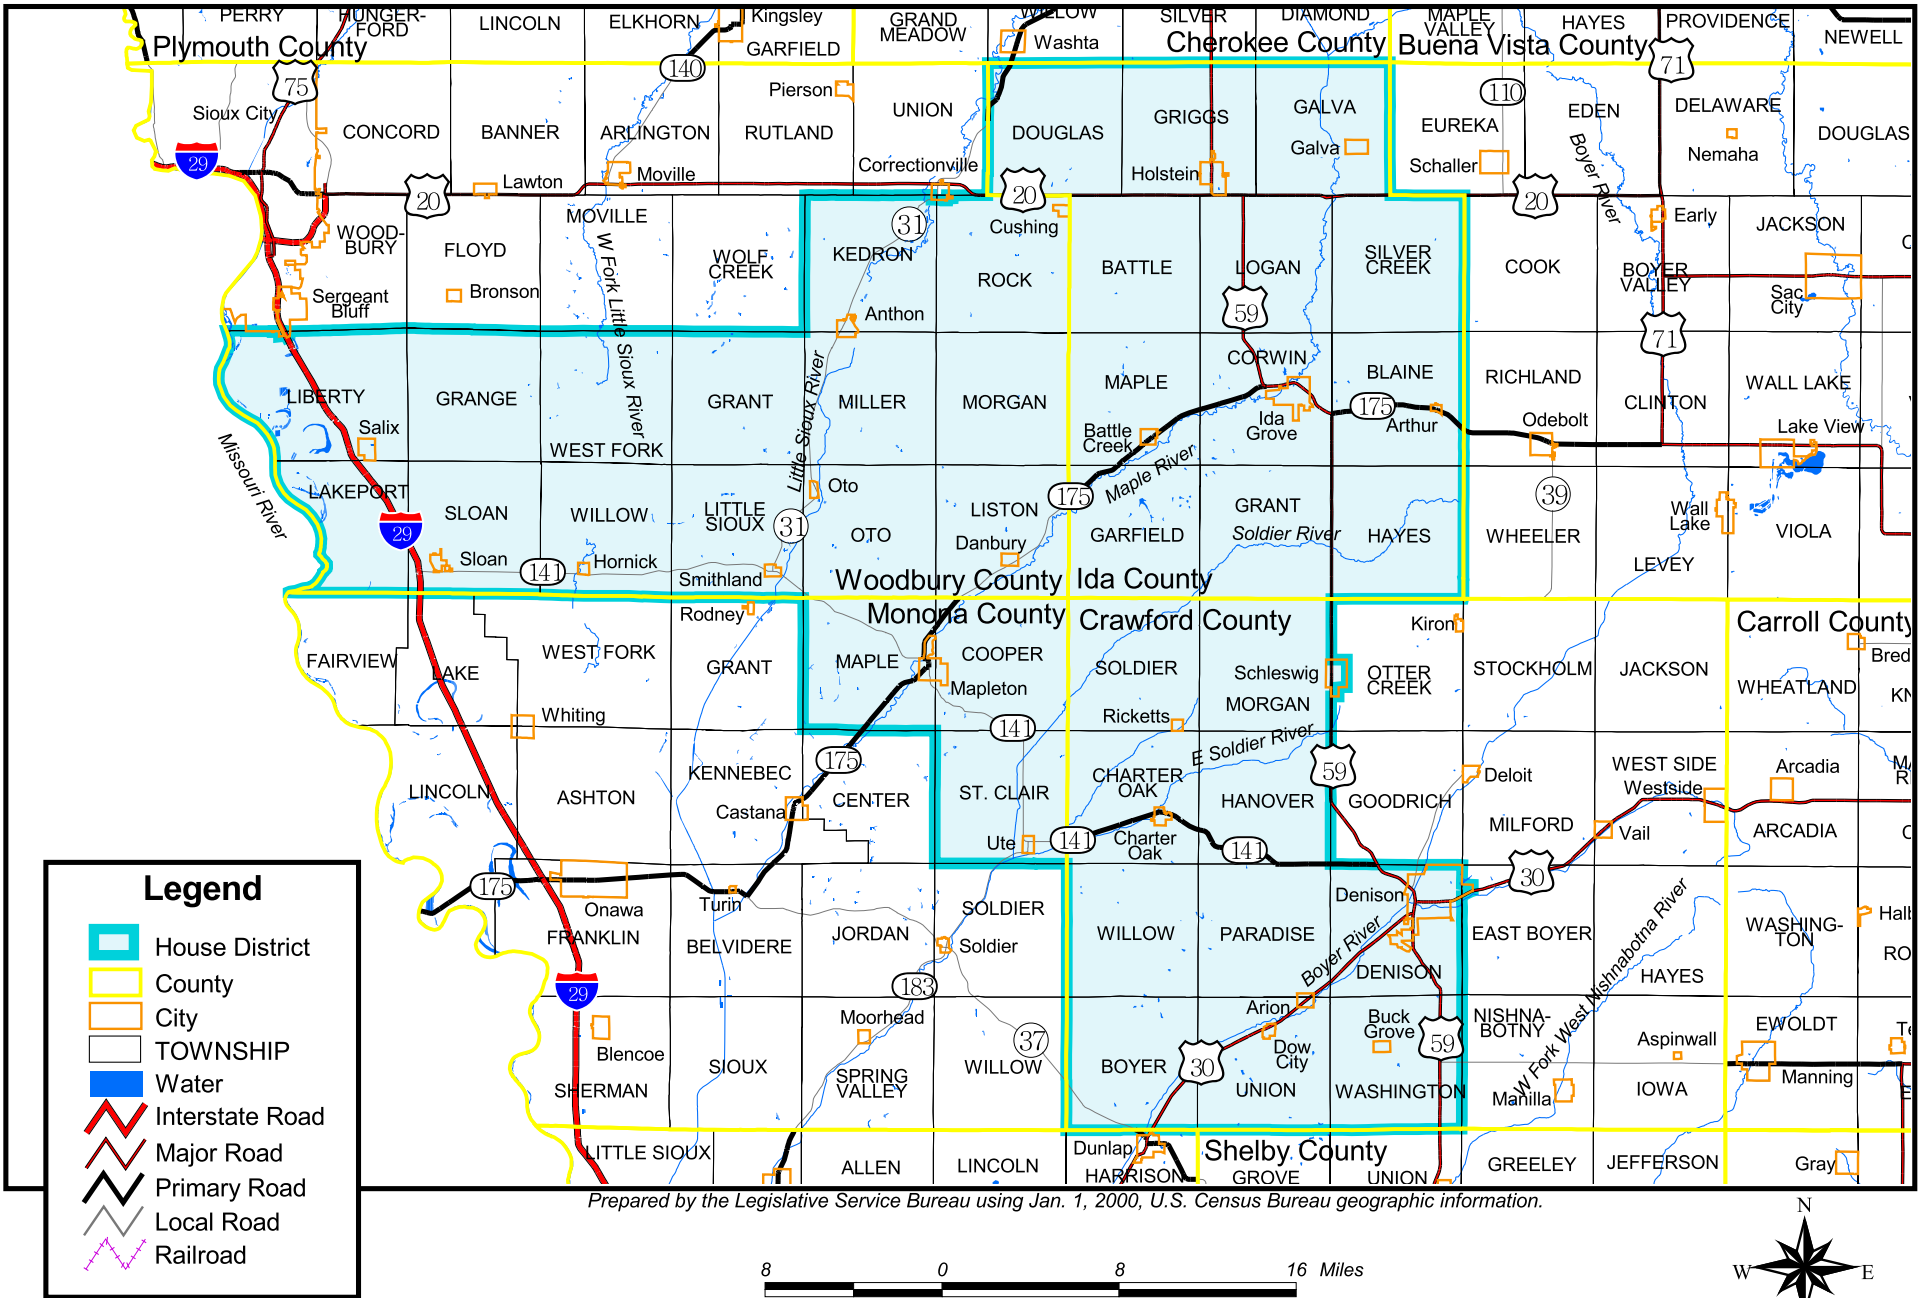 PERRY
HUNGER-
FORD
LINCOLN
ELKHORN
Kingsley
GARFIELD
GRAND
MEADOW
WILLOW
Washta
SILVER
DIAMOND
MAPLE
VALLEY
HAYES
PROVIDENCE
NEWELL
Plymouth County
Cherokee County
Buena Vista County
75
140
71
Sioux City
CONCORD
BANNER
ARLINGTON
Pierson
RUTLAND
UNION
DOUGLAS
GRIGGS
GALVA
110
EUREKA
EDEN
DELAWARE
DOUGLAS
29
Lawton
Moville
Correctionville
Holstein
Galva
Schaller
Boyer River
Nemaha
20
20
20
WOOD-
BURY
FLOYD
MOVILLE
WOLF
CREEK
31
KEDRON
Cushing
ROCK
BATTLE
LOGAN
SILVER
CREEK
COOK
Early
JACKSON
BOYER
VALLEY
Sac
City
Sergeant
Bluff
Bronson
W Fork Little Sioux River
Anthon
59
71
LIBERTY
GRANGE
GRANT
MILLER
MORGAN
MAPLE
CORWIN
BLAINE
RICHLAND
CLINTON
WALL LAKE
Salix
WEST FORK
Little Sioux River
Battle
Creek
Ida
Grove
175
Arthur
Odebolt
Lake View
Missouri River
LAKEPORT
SLOAN
WILLOW
LITTLE
SIOUX
Oto
31
OTO
LISTON
175
Maple River
GARFIELD
GRANT
Soldier River
HAYES
39
WHEELER
Wall
Lake
VIOLA
LEVEY
29
Sloan
141
Hornick
Smithland
Danbury
Woodbury County
Ida County
Rodney
Monona County
Crawford County
Kiron
Carroll County
Bred
FAIRVIEW
LAKE
WEST FORK
GRANT
MAPLE
COOPER
Mapleton
SOLDIER
Schleswig
MORGAN
OTTER
CREEK
STOCKHOLM
JACKSON
WHEATLAND
KN
Whiting
141
Ricketts
E Soldier River
LINCOLN
ASHTON
KENNEBEC
175
Castana
CENTER
ST. CLAIR
CHARTER
OAK
HANOVER
59
GOODRICH
Deloit
WEST SIDE
Westside
Arcadia
MILFORD
Vail
ARCADIA
Ute
141
Charter
Oak
141
30
175
Onawa
Turin
FRANKLIN
BELVIDERE
JORDAN
SOLDIER
Soldier
WILLOW
PARADISE
Denison
Boyer River
DENISON
EAST BOYER
W Fork West Nishnabotna River
HAYES
WASHING-
TON
Halb
RO
29
Blencoe
183
Moorhead
37
SHERMAN
SIOUX
SPRING
VALLEY
WILLOW
BOYER
30
Arion
Dow
City
UNION
Buck
Grove
59
WASHINGTON
NISHNA-
BOTNY
Manilla
Aspinwall
IOWA
EWOLDT
Manning
LITTLE SIOUX
ALLEN
LINCOLN
Dunlap
HARRISON
Shelby County
GROVE
UNION
GREELEY
JEFFERSON
Gray
Legend
House District
County
City
TOWNSHIP
Water
Interstate Road
Major Road
Primary Road
Local Road
Railroad
Prepared by the Legislative Service Bureau using Jan. 1, 2000, U.S. Census Bureau geographic information.
8 0 8 16 Miles
N
W E